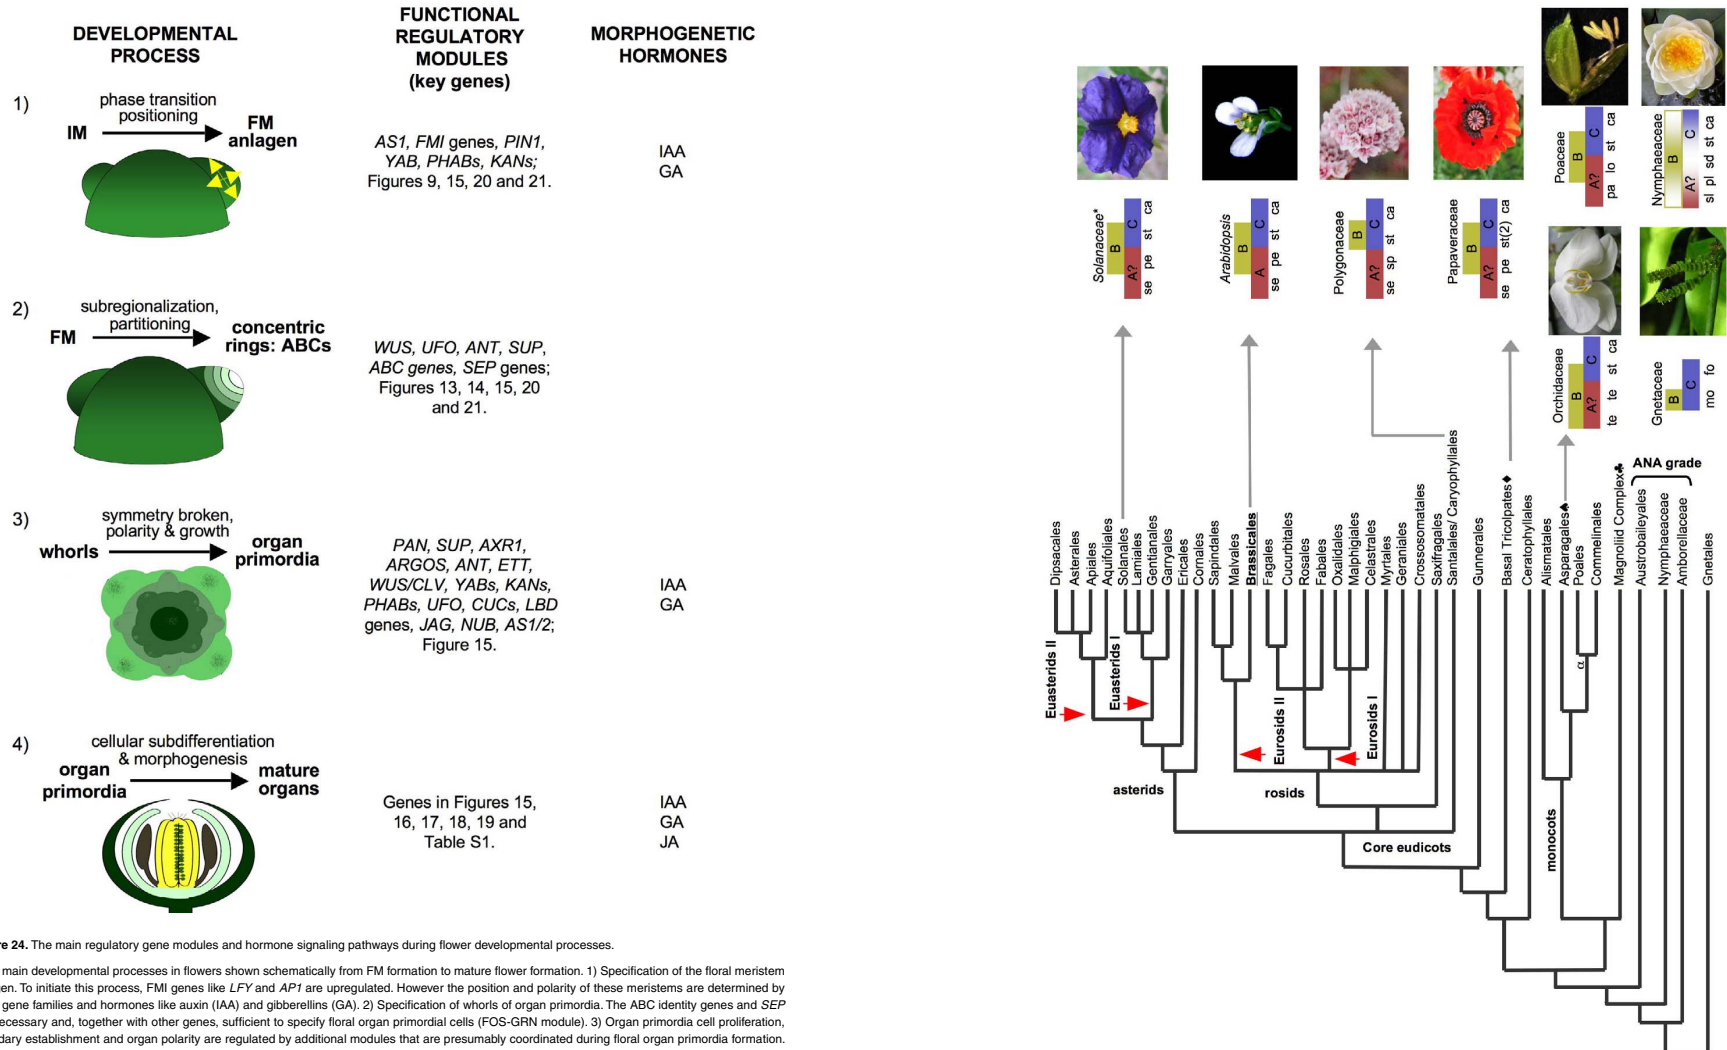 DEVELOPMENTAL
PROCESS
FUNCTIONAL
REGULATORY
MODULES
(key genes)
MORPHOGENETIC
HORMONES
1)
phase transition
positioning
IM
FM
anlagen
AS1, FMI genes, PIN1,
YAB, PHABs, KANs;
Figures 9, 15, 20 and 21.
IAA
GA
2)
subregionalization,
partitioning
FM
concentric
rings: ABCs
WUS, UFO, ANT, SUP,
ABC genes, SEP genes;
Figures 13, 14, 15, 20
and 21.
3)
symmetry broken,
polarity & growth
whorls
organ
primordia
PAN, SUP, AXR1,
ARGOS, ANT, ETT,
WUS/CLV, YABs, KANs,
PHABs, UFO, CUCs, LBD
genes, JAG, NUB, AS1/2;
Figure 15.
IAA
GA
4)
cellular subdifferentiation
& morphogenesis
organ
primordia
mature
organs
Genes in Figures 15,
16, 17, 18, 19 and
Table S1.
IAA
GA
JA
re 24. The main regulatory gene modules and hormone signaling pathways during flower developmental processes.
main developmental processes in flowers shown schematically from FM formation to mature flower formation. 1) Specification of the floral meristem
gen. To initiate this process, FMI genes like LFY and AP1 are upregulated. However the position and polarity of these meristems are determined by
gene families and hormones like auxin (IAA) and gibberellins (GA). 2) Specification of whorls of organ primordia. The ABC identity genes and SEP
ecessary and, together with other genes, sufficient to specify floral organ primordial cells (FOS-GRN module). 3) Organ primordia cell proliferation,
dary establishment and organ polarity are regulated by additional modules that are presumably coordinated during floral organ primordia formation.
Solanaceae*
B
A? C
se pe st ca
Arabidopsis
B
A C
se pe st ca
Polygonaceae
B
A? C
se sp st ca
Papaveraceae
B
A? C
se pe st(2) ca
Poaceae
B
A? C
pa lo st ca
Nymphaeaceae
B
A? C
sl pl sd st ca
Orchidaceae
B
A? C
te te st ca
Gnetaceae
B
C
mo fo
ANA grade
Dipsacales
Asterales
Apiales
Aquifoliales
Solanales
Lamiales
Gentianales
Garyales
Ericales
Cornales
Sapindales
Malvales
Brassicales
Fagales
Cucurbitales
Rosales
Fabales
Oxalidales
Malphigiales
Celastrales
Myrtales
Geraniales
Crossosomatales
Saxifragales
Santalales/ Caryophyllales
Gunnerales
Basal Tricolpates♦
Ceratophyllales
Alismatales
Asparagales♠
Poales
Commelinales
Magnoliid Complex♣
Austrobaileyales
Nympheaceae
Amborellaceae
Gnetales
Euasterids II
Euasterids I
Eurosids II
Eurosids I
α
asterids
rosids
Core eudicots
monocots